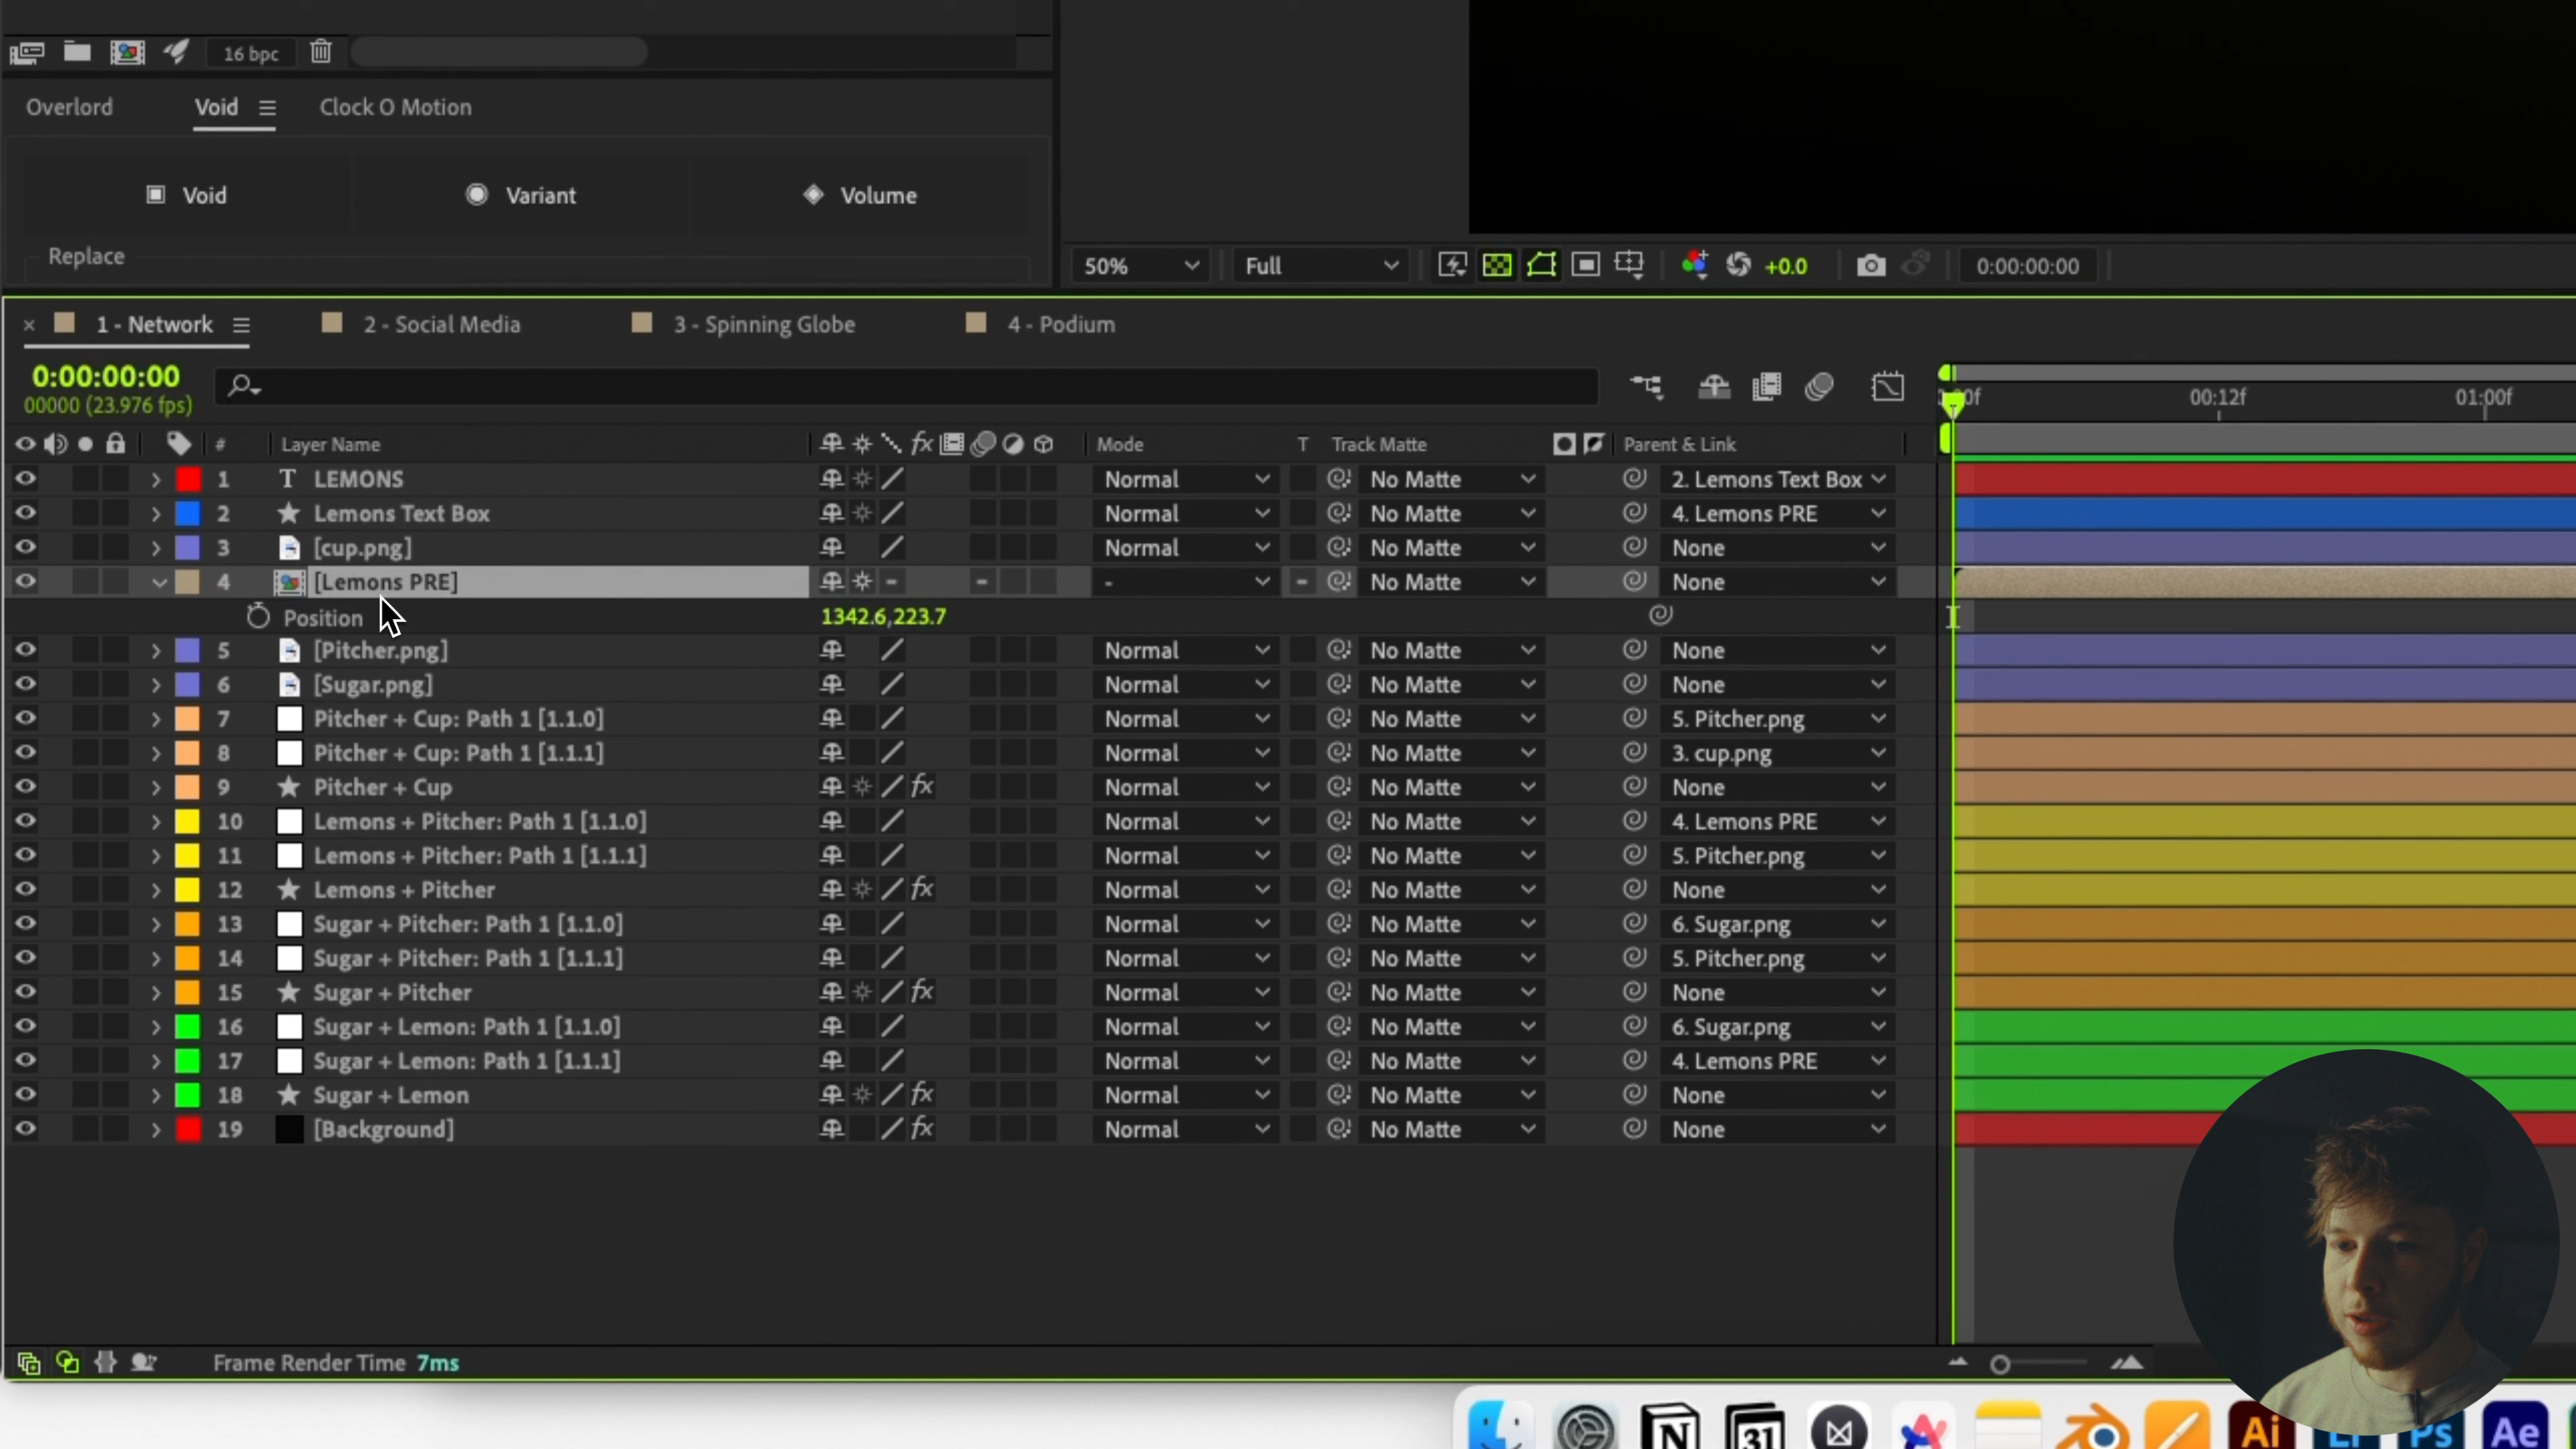 16 bpc
Overlord Void Clock O Motion
Void Variant Volume
Replace
50% Full +0.0 0:00:00:00
× 1 - Network 2 - Social Media 3 - Spinning Globe 4 - Podium
0:00:00:00
00000 (23.976 fps)
00:12f 01:00f
# Layer Name fx Mode T Track Matte Parent & Link
1 T LEMONS Normal No Matte 2. Lemons Text Box
2 Lemons Text Box Normal No Matte 4. Lemons PRE
3 [cup.png] Normal No Matte None
4 [Lemons PRE] - - - - No Matte None
Position 1342.6,223.7
5 [Pitcher.png] Normal No Matte None
6 [Sugar.png] Normal No Matte None
7 Pitcher + Cup: Path 1 [1.1.0] Normal No Matte 5. Pitcher.png
8 Pitcher + Cup: Path 1 [1.1.1] Normal No Matte 3. cup.png
9 Pitcher + Cup fx Normal No Matte None
10 Lemons + Pitcher: Path 1 [1.1.0] Normal No Matte 4. Lemons PRE
11 Lemons + Pitcher: Path 1 [1.1.1] Normal No Matte 5. Pitcher.png
12 Lemons + Pitcher fx Normal No Matte None
13 Sugar + Pitcher: Path 1 [1.1.0] Normal No Matte 6. Sugar.png
14 Sugar + Pitcher: Path 1 [1.1.1] Normal No Matte 5. Pitcher.png
15 Sugar + Pitcher fx Normal No Matte None
16 Sugar + Lemon: Path 1 [1.1.0] Normal No Matte 6. Sugar.png
17 Sugar + Lemon: Path 1 [1.1.1] Normal No Matte 4. Lemons PRE
18 Sugar + Lemon fx Normal No Matte None
19 [Background] fx Normal No Matte None
Frame Render Time 7ms
N 31 Ai Ps Ae